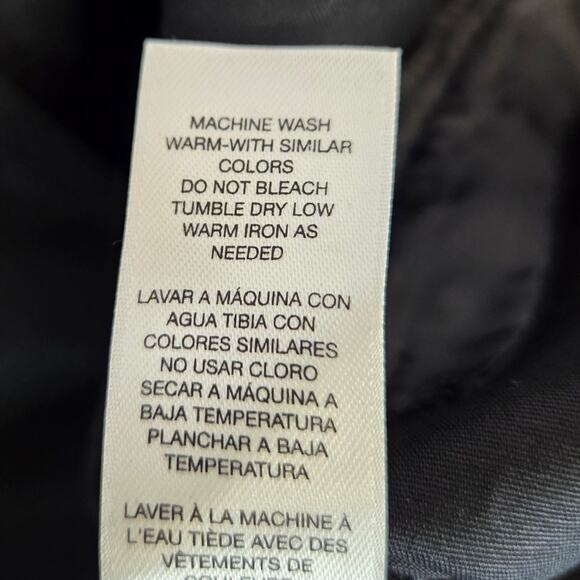 MACHINE WASH
WARM-WITH SIMILAR
COLORS
DO NOT BLEACH
TUMBLE DRY LOW
WARM IRON AS
NEEDED
LAVAR A MÁQUINA CON
AGUA TIBIA CON
COLORES SIMILARES
NO USAR CLORO
SECAR A MÁQUINA A
BAJA TEMPERATURA
PLANCHAR A BAJA
TEMPERATURA
LAVER À LA MACHINE À
L'EAU TIÈDE AVEC DES
VÊTEMENTS DE